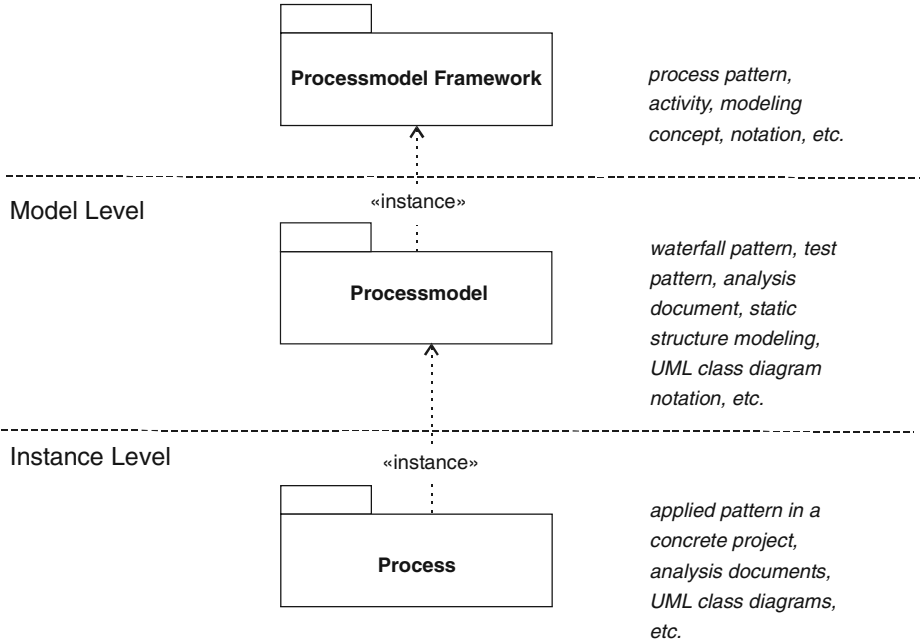 Processmodel Framework
process pattern,
activity, modeling
concept, notation, etc.
«instance»
Model Level
Processmodel
waterfall pattern, test
pattern, analysis
document, static
structure modeling,
UML class diagram
notation, etc.
Instance Level
«instance»
Process
applied pattern in a
concrete project,
analysis documents,
UML class diagrams,
etc.